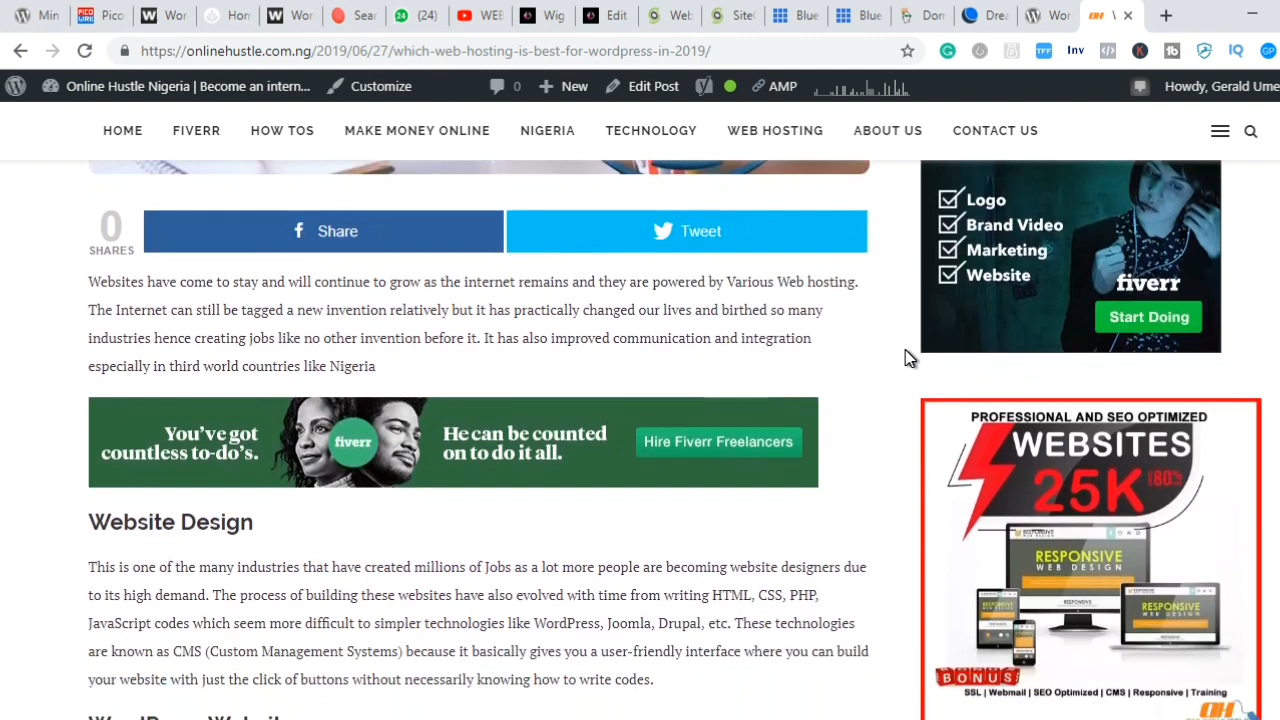 Min
Pico
Wor
Hom
Wor
Sear
(24)
WEE
Wig
Edit
Web
Site
Blue
Blue
Don
Drea
Wor
https://onlinehustle.com.ng/2019/06/27/which-web-hosting-is-best-for-wordpress-in-2019/
Online Hustle Nigeria | Become an intern...
Customize
0
New
Edit Post
AMP
Howdy, Gerald Ume
HOME
FIVERR
HOW TOS
MAKE MONEY ONLINE
NIGERIA
TECHNOLOGY
WEB HOSTING
ABOUT US
CONTACT US
0
SHARES
Share
Tweet
Websites have come to stay and will continue to grow as the internet remains and they are powered by Various Web hosting.
The Internet can still be tagged a new invention relatively but it has practically changed our lives and birthed so many
industries hence creating jobs like no other invention before it. It has also improved communication and integration
especially in third world countries like Nigeria
You've got
countless to-do's.
fiverr
He can be counted
on to do it all.
Hire Fiverr Freelancers
Website Design
This is one of the many industries that have created millions of Jobs as a lot more people are becoming website designers due
to its high demand. The process of building these websites have also evolved with time from writing HTML, CSS, PHP,
JavaScript codes which seem more difficult to simpler technologies like WordPress, Joomla, Drupal, etc. These technologies
are known as CMS (Custom Management Systems) because it basically gives you a user-friendly interface where you can build
your website with just the click of buttons without necessarily knowing how to write codes.
Logo
Brand Video
Marketing
Website
fiverr
Start Doing
PROFESSIONAL AND SEO OPTIMIZED
WEBSITES
25K
80%
RESPONSIVE
WEB DESIGN
RESPONSIVE
BONUS
SSL | Webmail | SEO Optimized | CMS | Responsive | Training